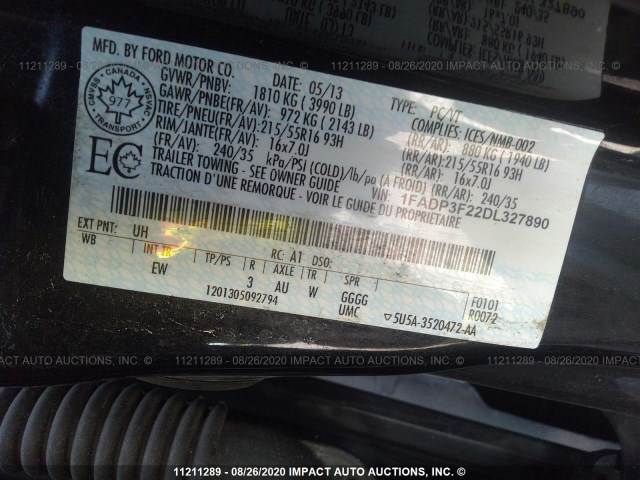 11211289 - 08/26/2020 IMPACT AUTO AUCTIONS, INC.
MFD. BY FORD MOTOR CO.
DATE: 05/13
TYPE: PC/VT
GVWR/PNBV: 1810 KG ( 3990 LB)
COMPLIES: ICES/NMB-002
GAWR/PNBE(FR/AV): 972 KG ( 2143 LB)
(RR/AR): 880 KG ( 1940 LB)
TIRE/PNEU(FR/AV): 215/55R16 93H
(RR/AR):215/55R16 93H
RIM/JANTE(FR/AV): 16x7.0J
(RR/AR): 16x7.0J
(FR/AV): 240/35 kPa/PSI (COLD)/lb/po (A FROID)
(RR/AR): 240/35
TRAILER TOWING - SEE OWNER GUIDE
VIN: 1FADP3F22DL327890
TRACTION D'UNE REMORQUE - VOIR GUIDE DU PROPRIETAIRE
CANADA
977
TRANSPORT
SVAC/NSVAC
EC
EXT PNT: UH
RC: A1 DSO:
WB
INT TR
TP/PS
R
AXLE
TR
SPR
EW
3
AU
W
GGGG
UMC
F0101
R0072
1201305092794
▽5U5A-3520472-AA
11211289 - 08/26/2020 IMPACT AUTO AUCTIONS, INC.
11211289 - 08/26/2020 IMPACT AUTO AUCTIONS, INC.